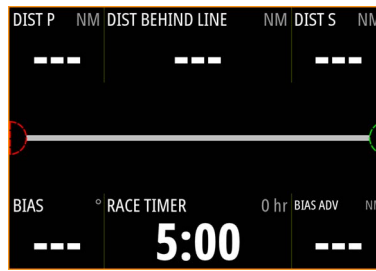 DIST P NM DIST BEHIND LINE NM DIST S NM
--- --- ---
BIAS ° RACE TIMER 0 hr BIAS ADV NM
--- 5:00 ---